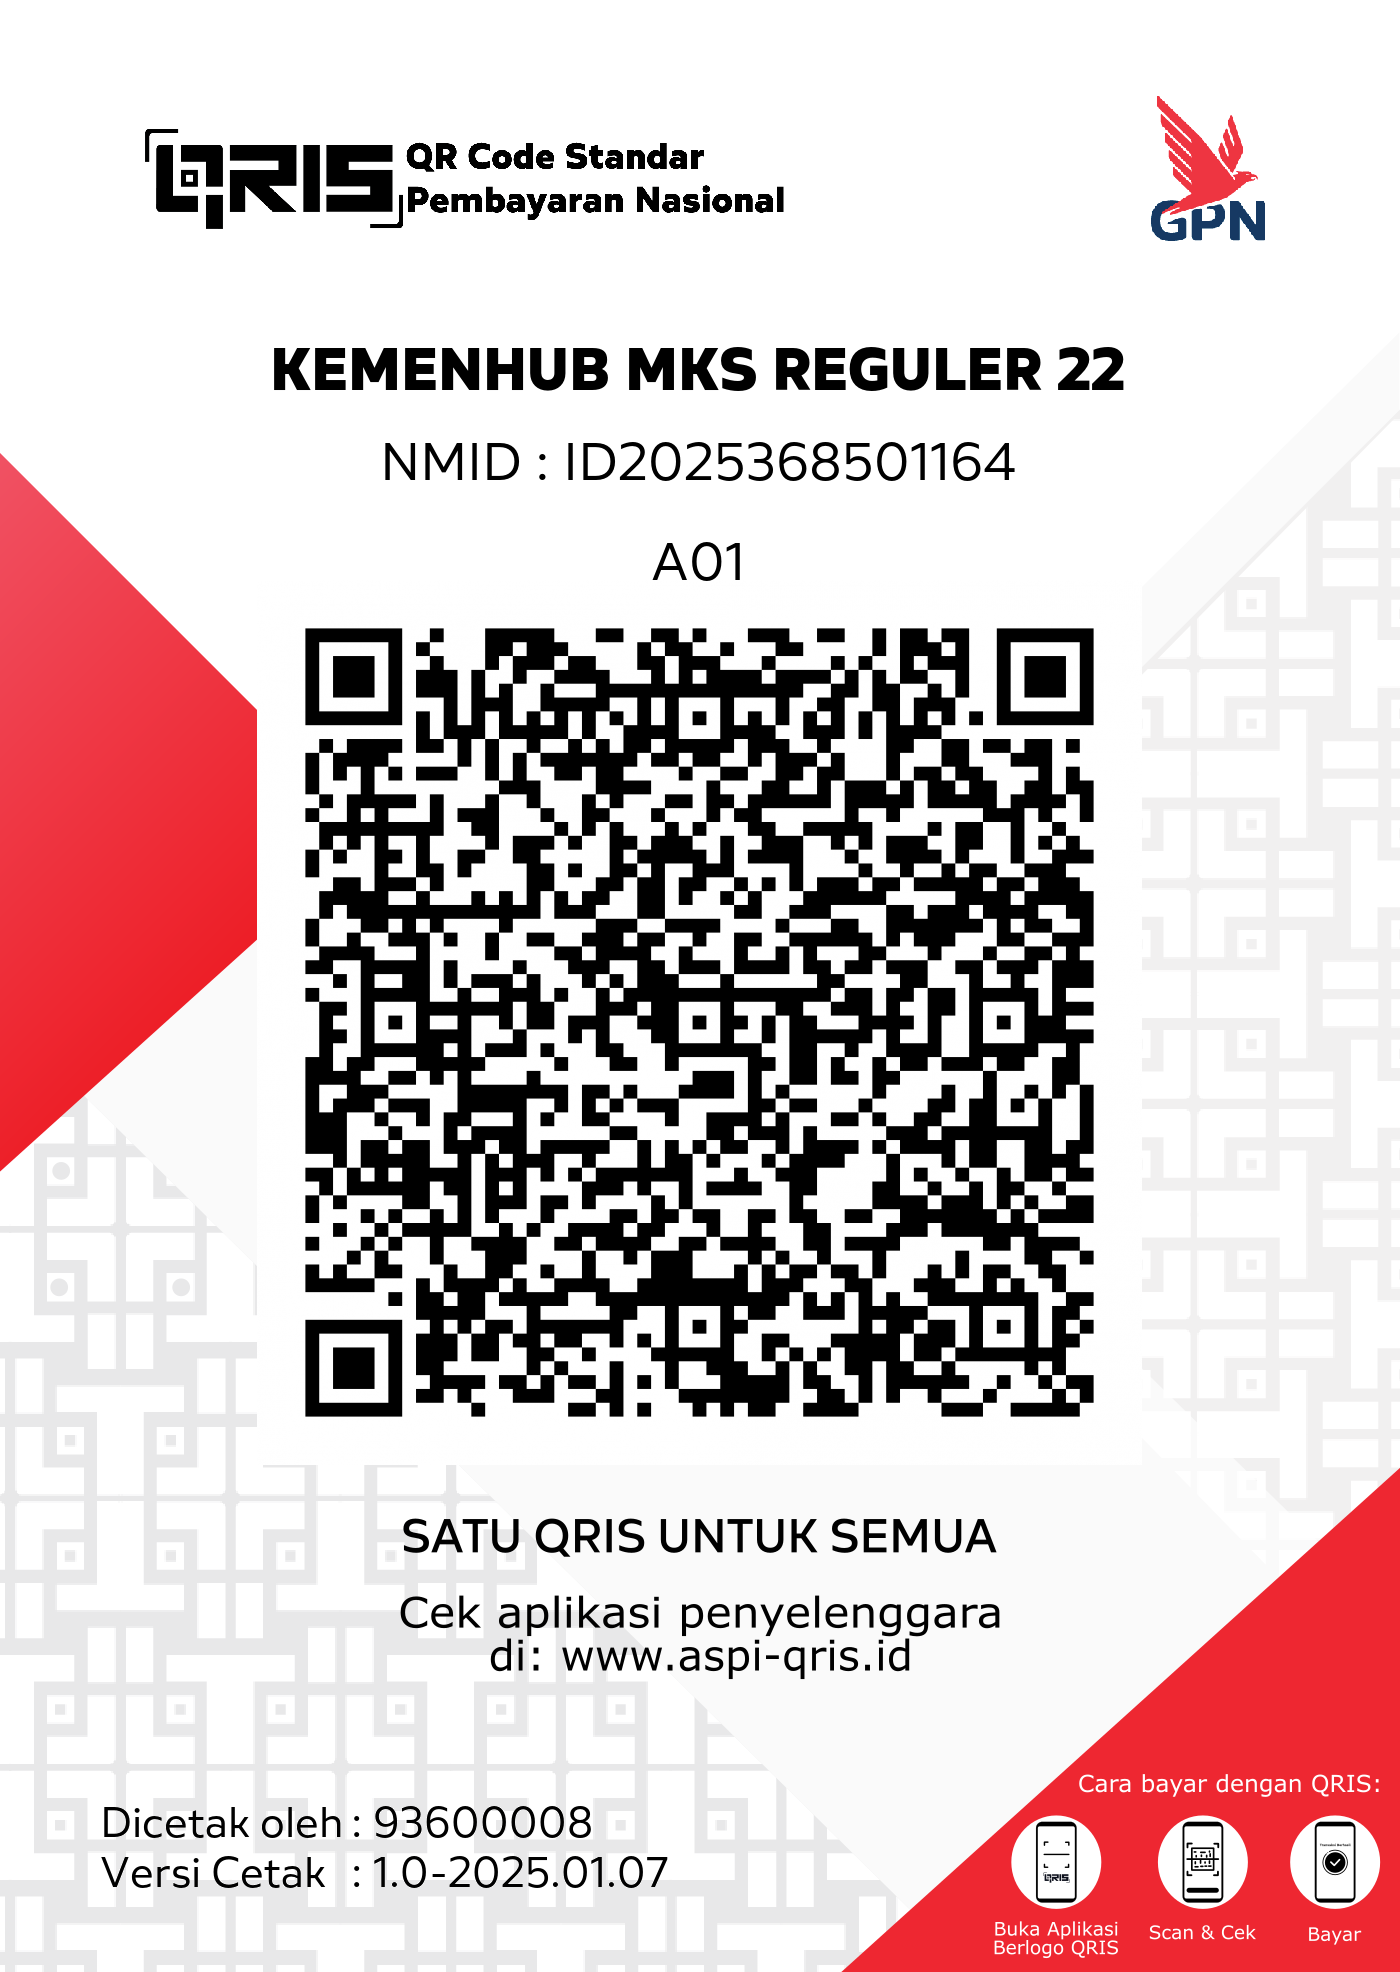 QRIS QR Code Standar
Pembayaran Nasional
GPN
KEMENHUB MKS REGULER 22
NMID : ID2025368501164
A01
SATU QRIS UNTUK SEMUA
Cek aplikasi penyelenggara
di: www.aspi-qris.id
Dicetak oleh : 93600008
Versi Cetak : 1.0-2025.01.07
Cara bayar dengan QRIS:
QRIS
Buka Aplikasi
Berlogo QRIS
Scan & Cek
Bayar